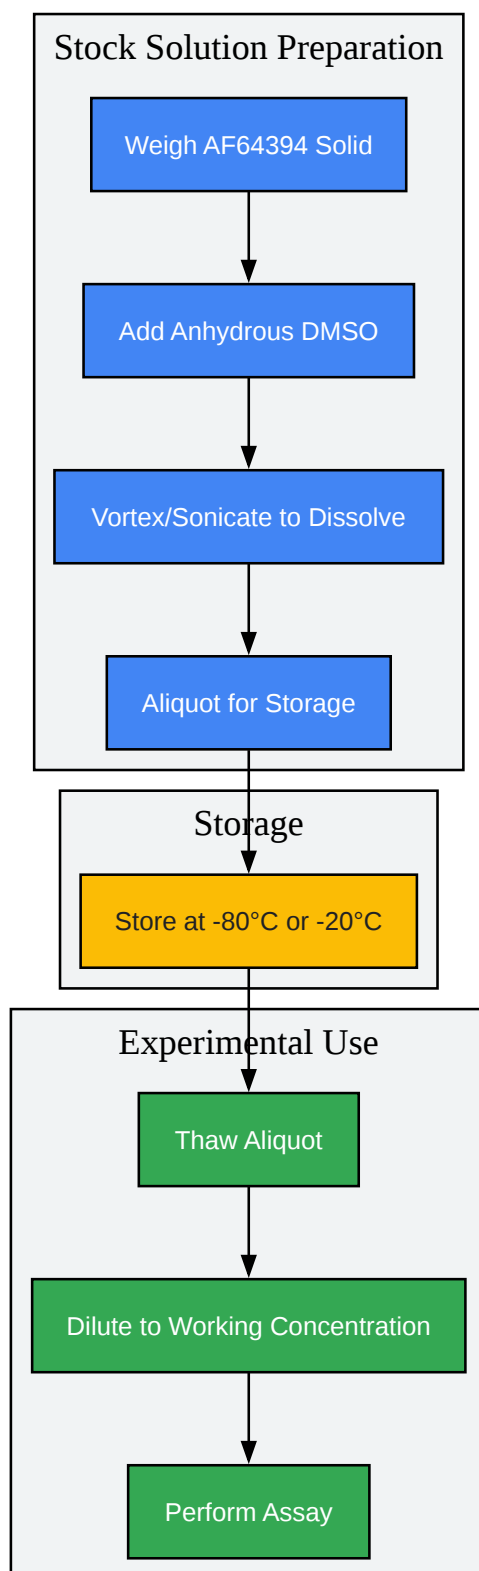 Stock Solution Preparation
Weigh AF64394 Solid
Add Anhydrous DMSO
Vortex/Sonicate to Dissolve
Aliquot for Storage
Storage
Store at -80°C or -20°C
Experimental Use
Thaw Aliquot
Dilute to Working Concentration
Perform Assay